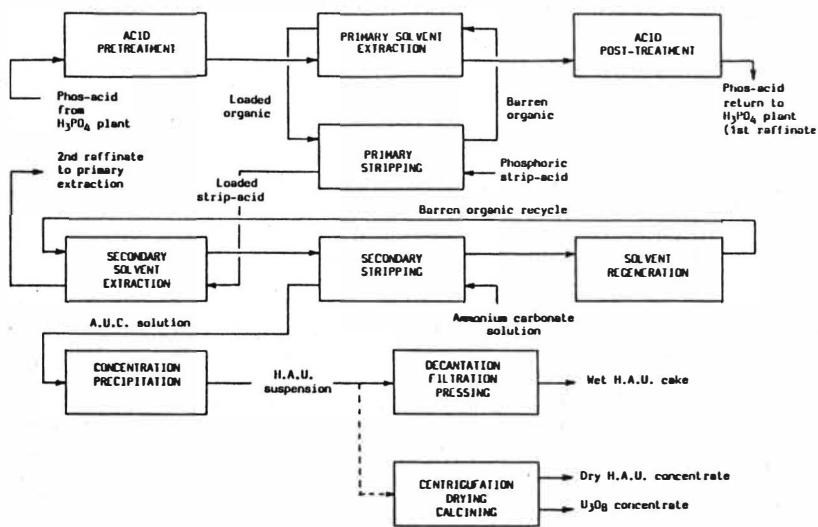 ACID
PRETREATMENT
PRIMARY SOLVENT
EXTRACTION
ACID
POST-TREATMENT
Phos-acid
from
H₃PO₄ plant
Loaded
organic
Barren
organic
Phos-acid
return to
H₃PO₄ plant
(1st raffinate
2nd raffinate
to primary
extraction
PRIMARY
STRIPPING
Phosphoric
strip-acid
Loaded
strip-acid
Barren organic recycle
SECONDARY
SOLVENT
EXTRACTION
SECONDARY
STRIPPING
SOLVENT
REGENERATION
A.U.C. solution
Ammonium carbonate
solution
CONCENTRATION
PRECIPITATION
H.A.U.
suspension
DECANTATION
FILTRATION
PRESSING
Wet H.A.U. cake
CENTRIGUFATION
DRYING
CALCINING
Dry H.A.U. concentrate
U₃O₈ concentrate